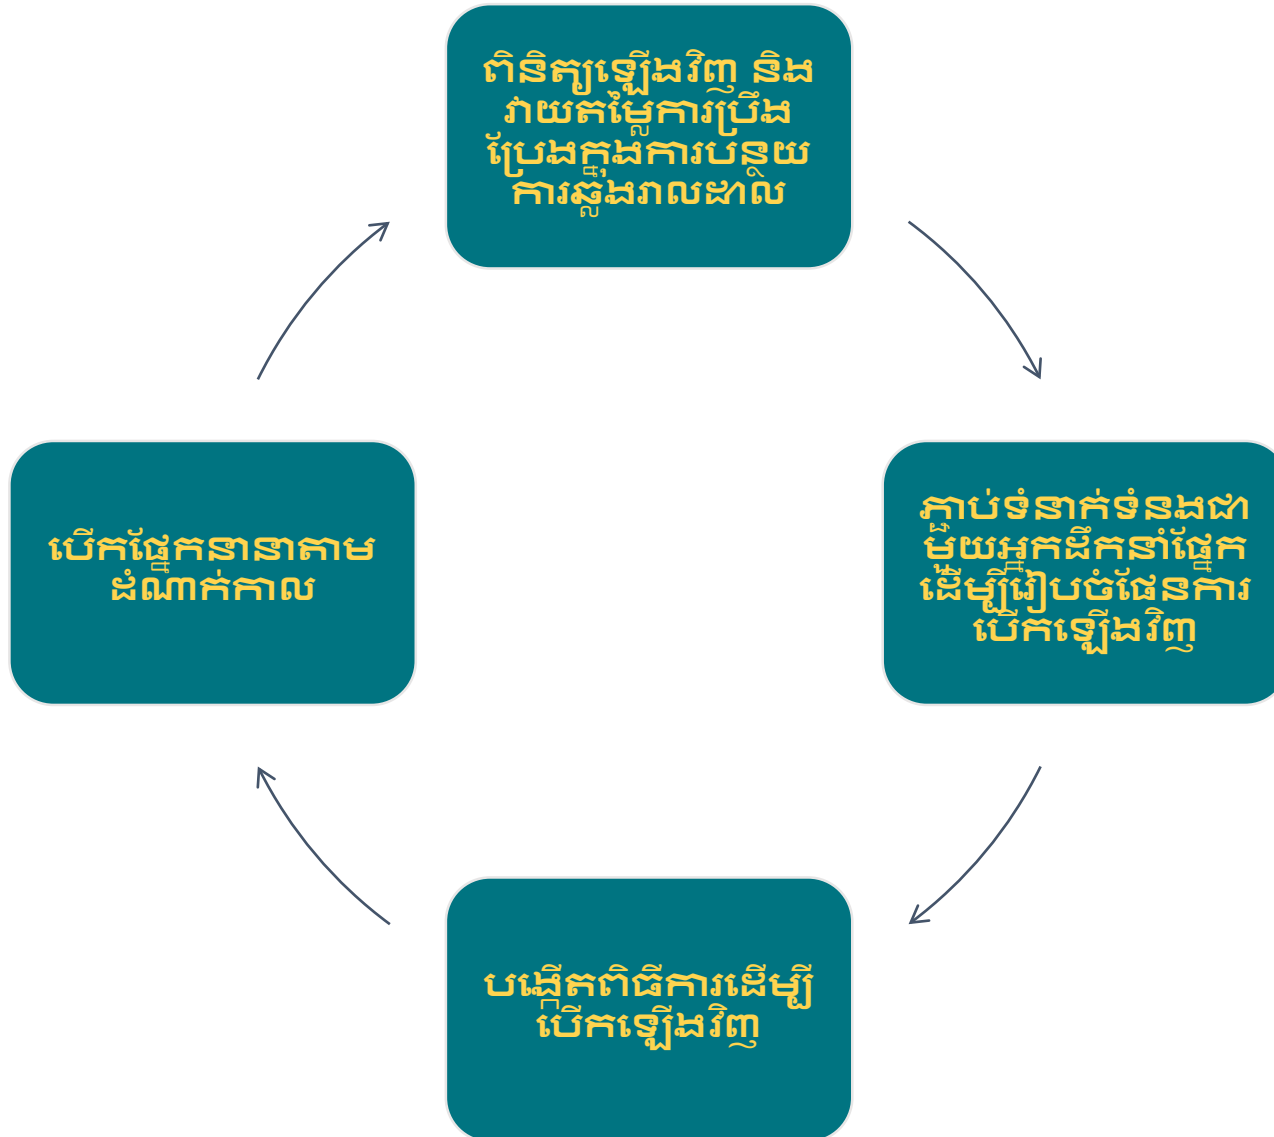 ពិនិត្យឡើងវិញ និង
វាយតម្លៃការប្រឹង
ប្រែងក្នុងការបន្ថយ
ការឆ្លងរាលដាល
ភ្ជាប់ទំនាក់ទំនងជា
មួយអ្នកដឹកនាំផ្នែក
ដើម្បីរៀបចំផែនការ
បើកឡើងវិញ
បង្កើតពិធីការដើម្បី
បើកឡើងវិញ
បើកផ្នែកនានាតាម
ដំណាក់កាល